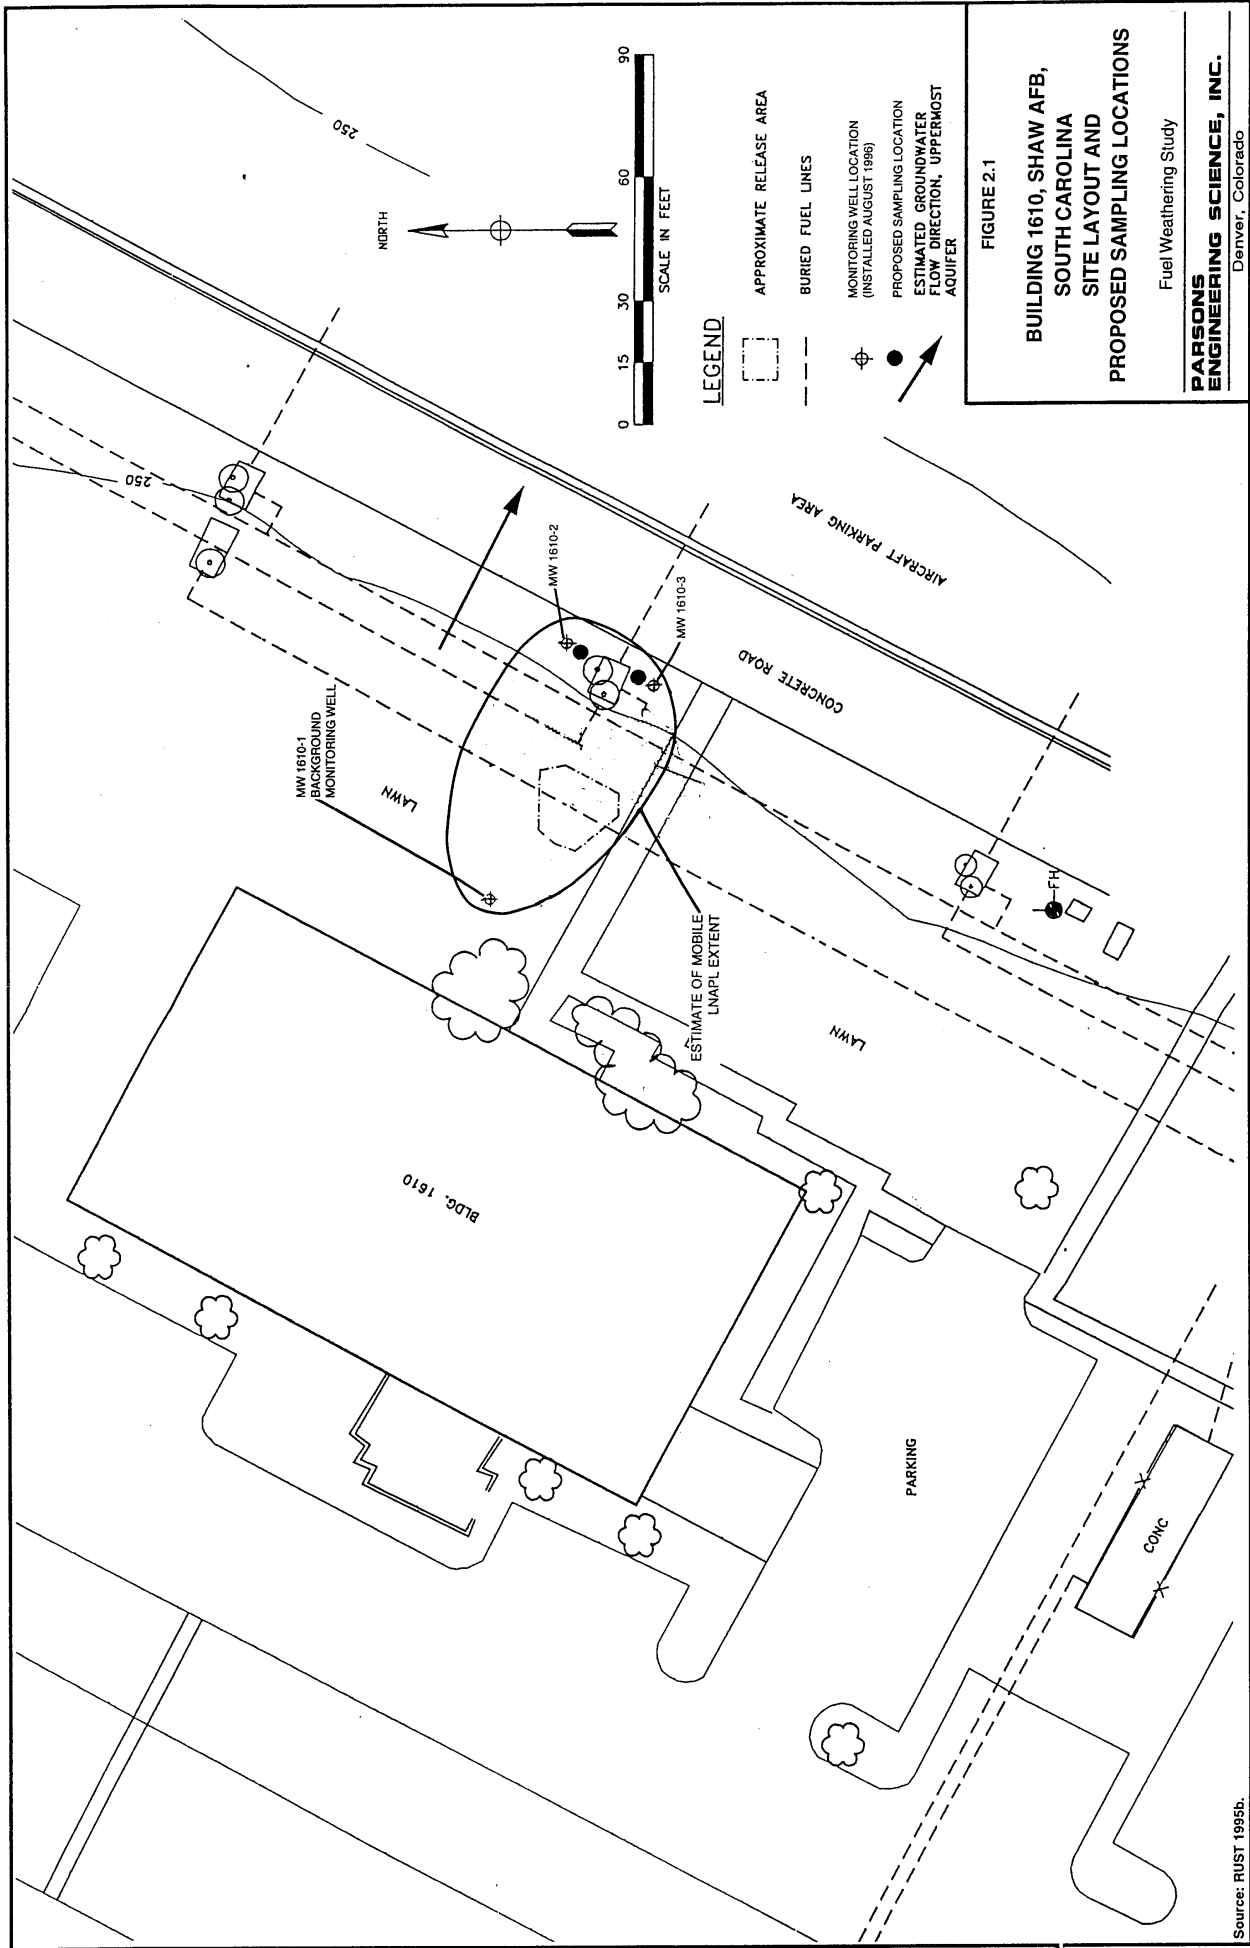 MW 1610-1
BACKGROUND
MONITORING WELL
LAWN
250
MW 1610-2
MW 1610-3
CONCRETE ROAD
AIRCRAFT PARKING AREA
250
BLDG. 1610
ESTIMATE OF MOBILE
LNAPL EXTENT
LAWN
FH
PARKING
CONC
NORTH
0 15 30 60 90
SCALE IN FEET
LEGEND
APPROXIMATE RELEASE AREA
BURIED FUEL LINES
MONITORING WELL LOCATION
(INSTALLED AUGUST 1996)
PROPOSED SAMPLING LOCATION
ESTIMATED GROUNDWATER
FLOW DIRECTION, UPPERMOST
AQUIFER
FIGURE 2.1
BUILDING 1610, SHAW AFB,
SOUTH CAROLINA
SITE LAYOUT AND
PROPOSED SAMPLING LOCATIONS
Fuel Weathering Study
PARSONS
ENGINEERING SCIENCE, INC.
Denver, Colorado
Source: RUST 1995b.